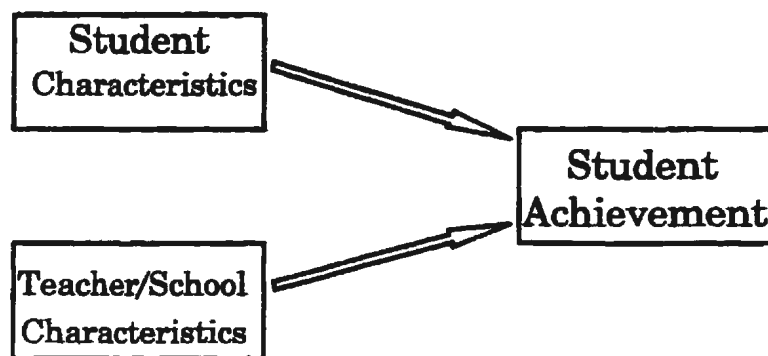 Student
Characteristics
Student
Achievement
Teacher/School
Characteristics